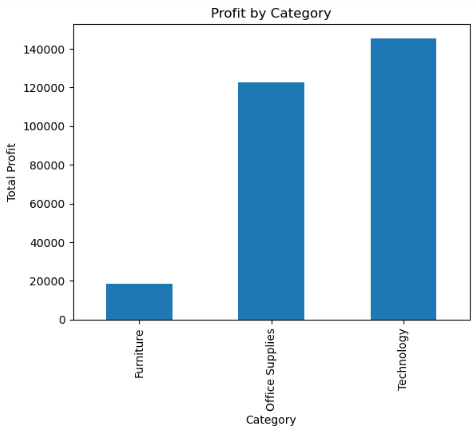 Profit by Category
Total Profit
140000
120000
100000
80000
60000
40000
20000
0
Furniture
Office Supplies
Technology
Category